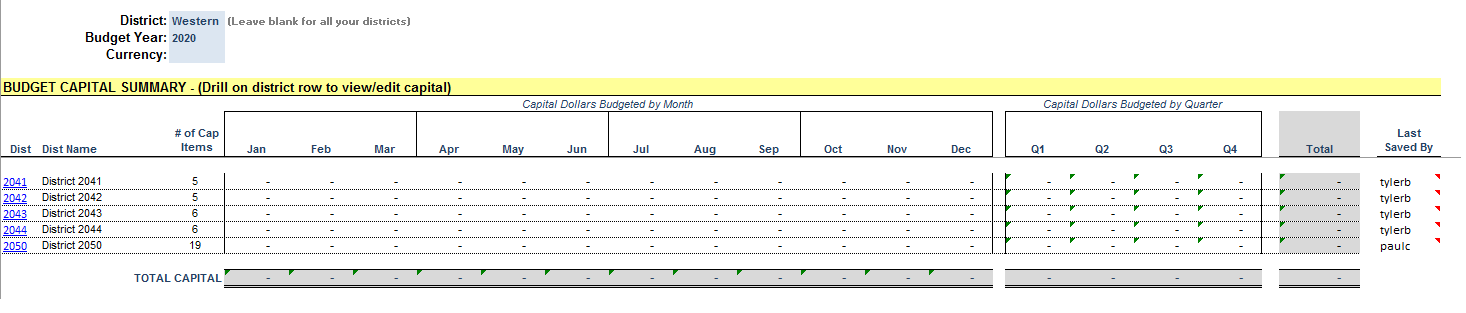 District: Western (Leave blank for all your districts)
Budget Year: 2020
Currency:
BUDGET CAPITAL SUMMARY - (Drill on district row to view/edit capital)
Capital Dollars Budgeted by Month Capital Dollars Budgeted by Quarter
# of Cap Last
Dist Dist Name Items Jan Feb Mar Apr May Jun Jul Aug Sep Oct Nov Dec Q1 Q2 Q3 Q4 Total Saved By
2041 District 2041 5 - - - - - - - - - - - - - - - - - tylerb
2042 District 2042 5 - - - - - - - - - - - - - - - - - tylerb
2043 District 2043 6 - - - - - - - - - - - - - - - - - tylerb
2044 District 2044 6 - - - - - - - - - - - - - - - - - tylerb
2050 District 2050 19 - - - - - - - - - - - - - - - - - paulc
TOTAL CAPITAL - - - - - - - - - - - - - - - - -